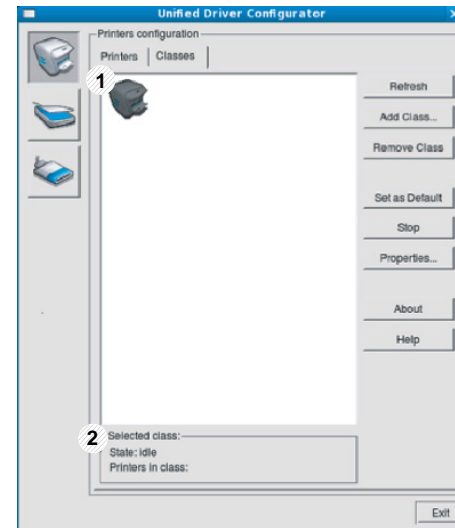 Unified Driver Configurator
Printers configuration
Printers
Classes
1
Refresh
Add Class...
Remove Class
Set as Default
Stop
Properties...
About
Help
2
Selected class:
State: idle
Printers in class:
Exit